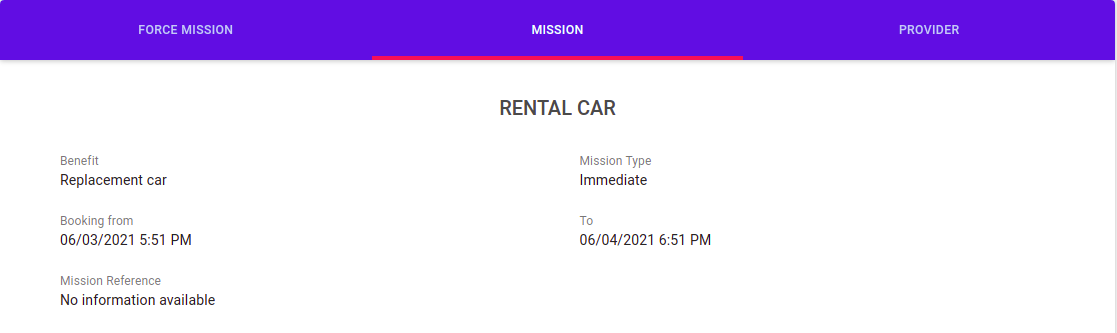 FORCE MISSION
MISSION
PROVIDER
RENTAL CAR
Benefit
Replacement car
Mission Type
Immediate
Booking from
06/03/2021 5:51 PM
To
06/04/2021 6:51 PM
Mission Reference
No information available